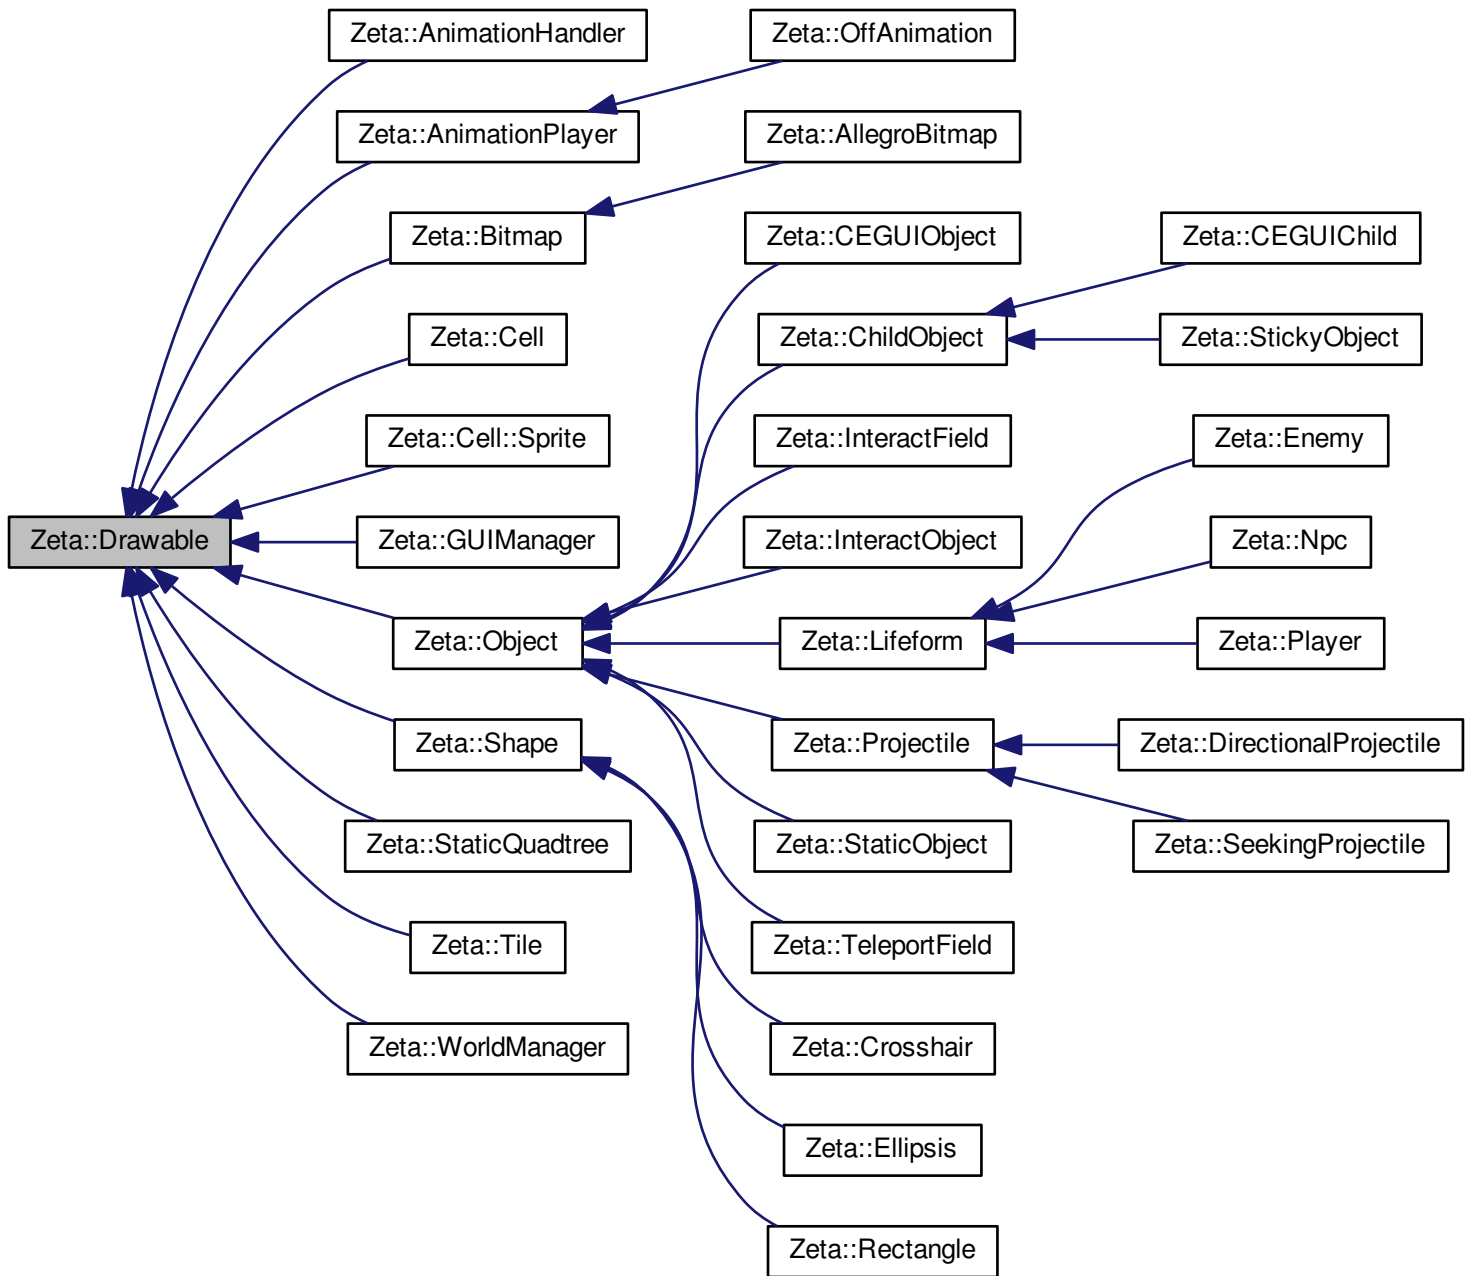 Zeta::AnimationHandler
Zeta::OffAnimation
Zeta::AnimationPlayer
Zeta::AllegroBitmap
Zeta::Bitmap
Zeta::CEGUIObject
Zeta::CEGUIChild
Zeta::Cell
Zeta::ChildObject
Zeta::StickyObject
Zeta::Cell::Sprite
Zeta::InteractField
Zeta::Enemy
Zeta::Drawable
Zeta::GUIManager
Zeta::InteractObject
Zeta::Npc
Zeta::Object
Zeta::Lifeform
Zeta::Player
Zeta::Shape
Zeta::Projectile
Zeta::DirectionalProjectile
Zeta::StaticQuadtree
Zeta::StaticObject
Zeta::SeekingProjectile
Zeta::Tile
Zeta::TeleportField
Zeta::WorldManager
Zeta::Crosshair
Zeta::Ellipsis
Zeta::Rectangle